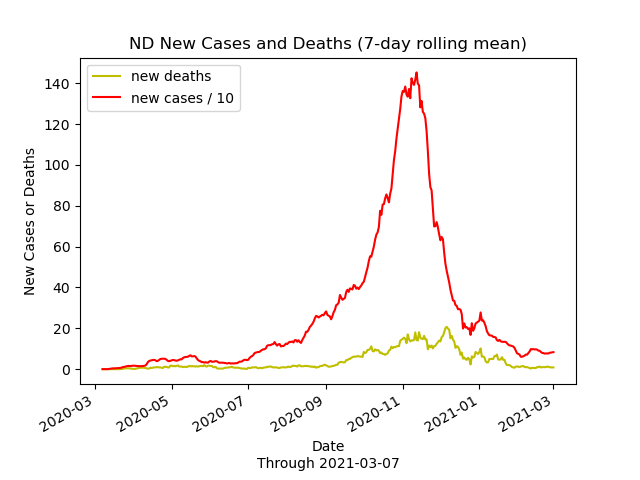 ND New Cases and Deaths (7-day rolling mean)
new deaths
new cases / 10
140
120
100
80
60
40
20
0
New Cases or Deaths
2020-03
2020-05
2020-07
2020-09
2020-11
2021-01
2021-03
Date
Through 2021-03-07